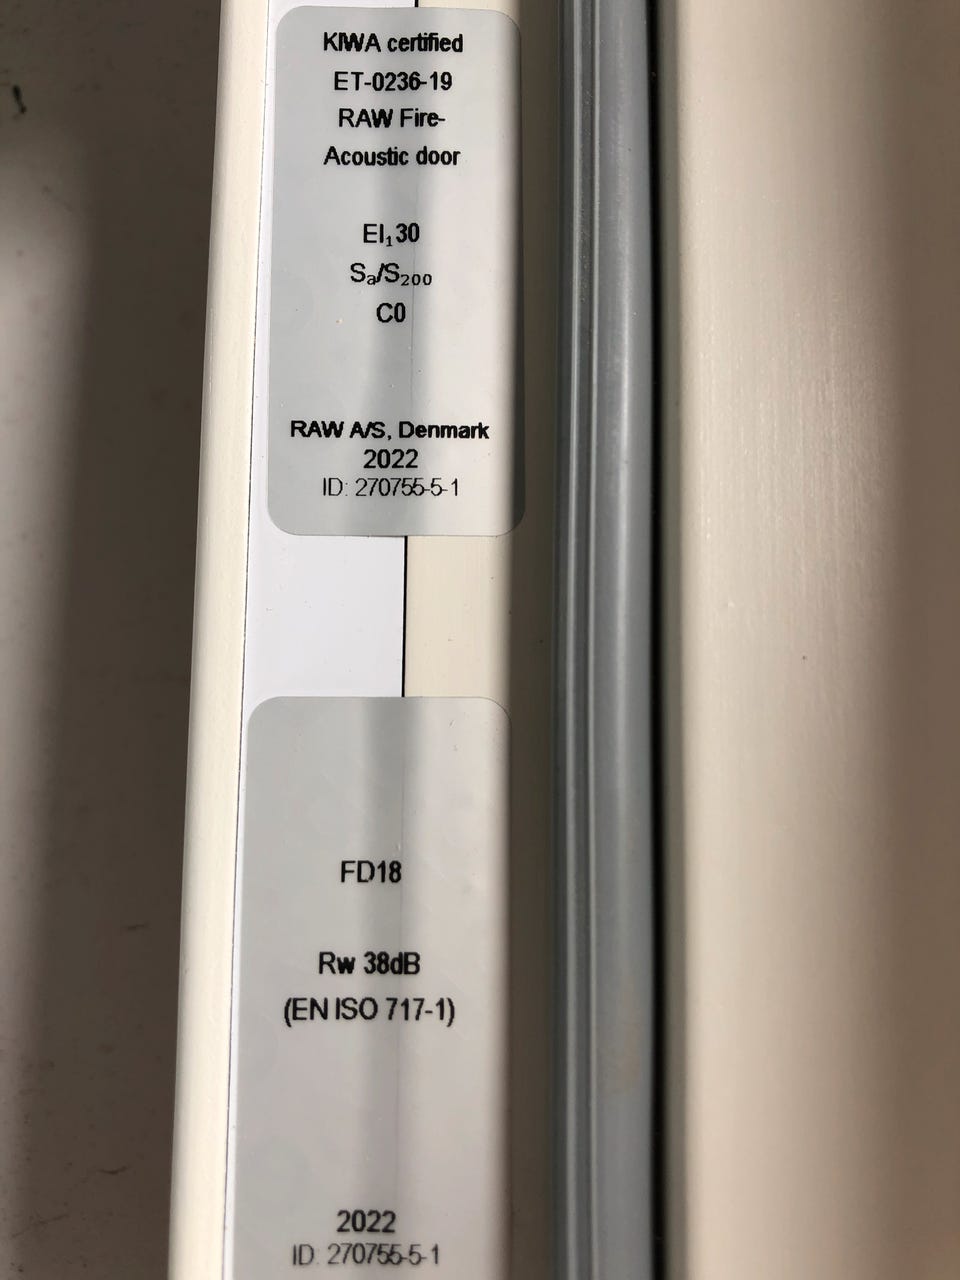 KIWA certified
ET-0236-19
RAW Fire-
Acoustic door
EI₁30
Sₐ/S₂₀₀
C0
RAW A/S, Denmark
2022
ID: 270755-5-1
FD18
Rw 38dB
(EN ISO 717-1)
2022
ID: 270755-5-1